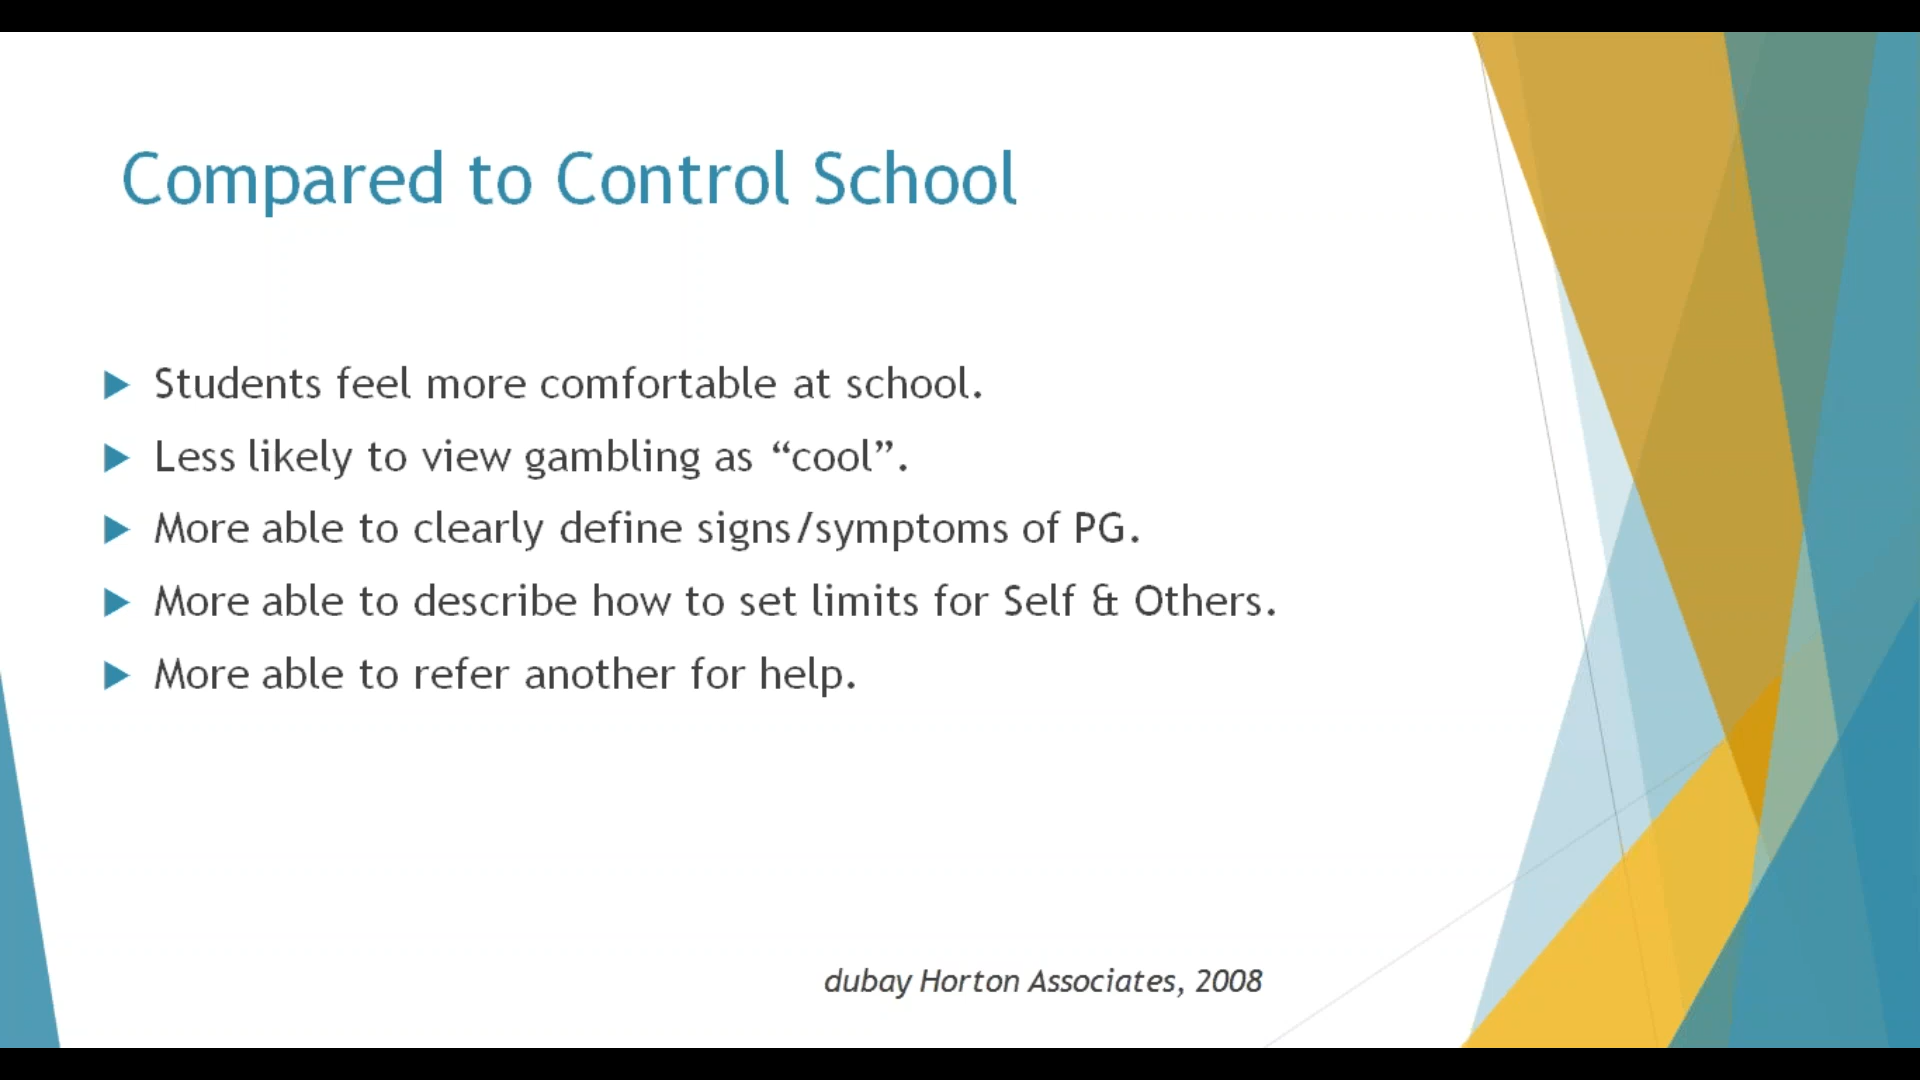 Compared to Control School
Students feel more comfortable at school.
Less likely to view gambling as “cool”.
More able to clearly define signs/symptoms of PG.
More able to describe how to set limits for Self & Others.
More able to refer another for help.
dubay Horton Associates, 2008